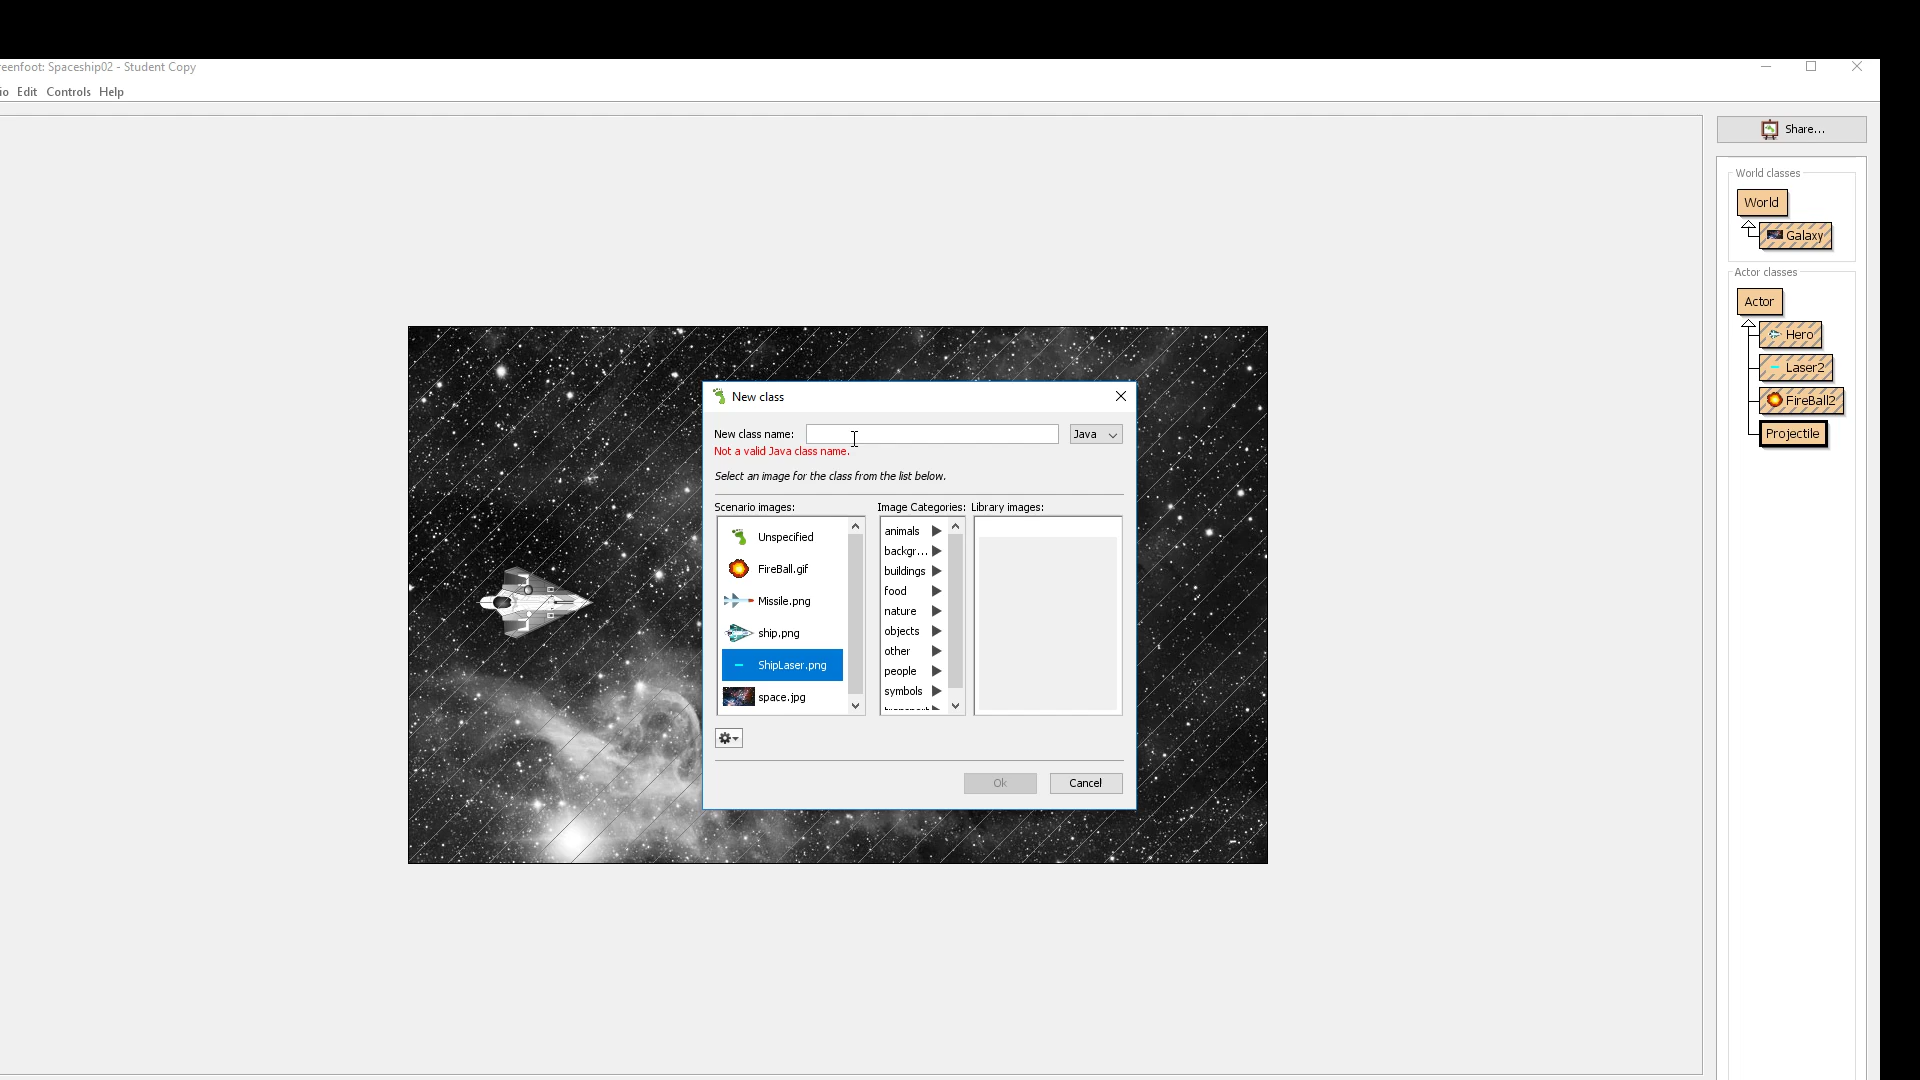 reenfoot: Spaceship02 - Student Copy
io Edit Controls Help
Share...
World classes
World
Galaxy
Actor classes
Actor
Hero
Laser2
FireBall2
Projectile
New class
New class name:
Java
Not a valid Java class name.
Select an image for the class from the list below.
Scenario images:
Image Categories:
Library images:
Unspecified
FireBall.gif
Missile.png
ship.png
ShipLaser.png
space.jpg
animals
backgr...
buildings
food
nature
objects
other
people
symbols
Ok
Cancel